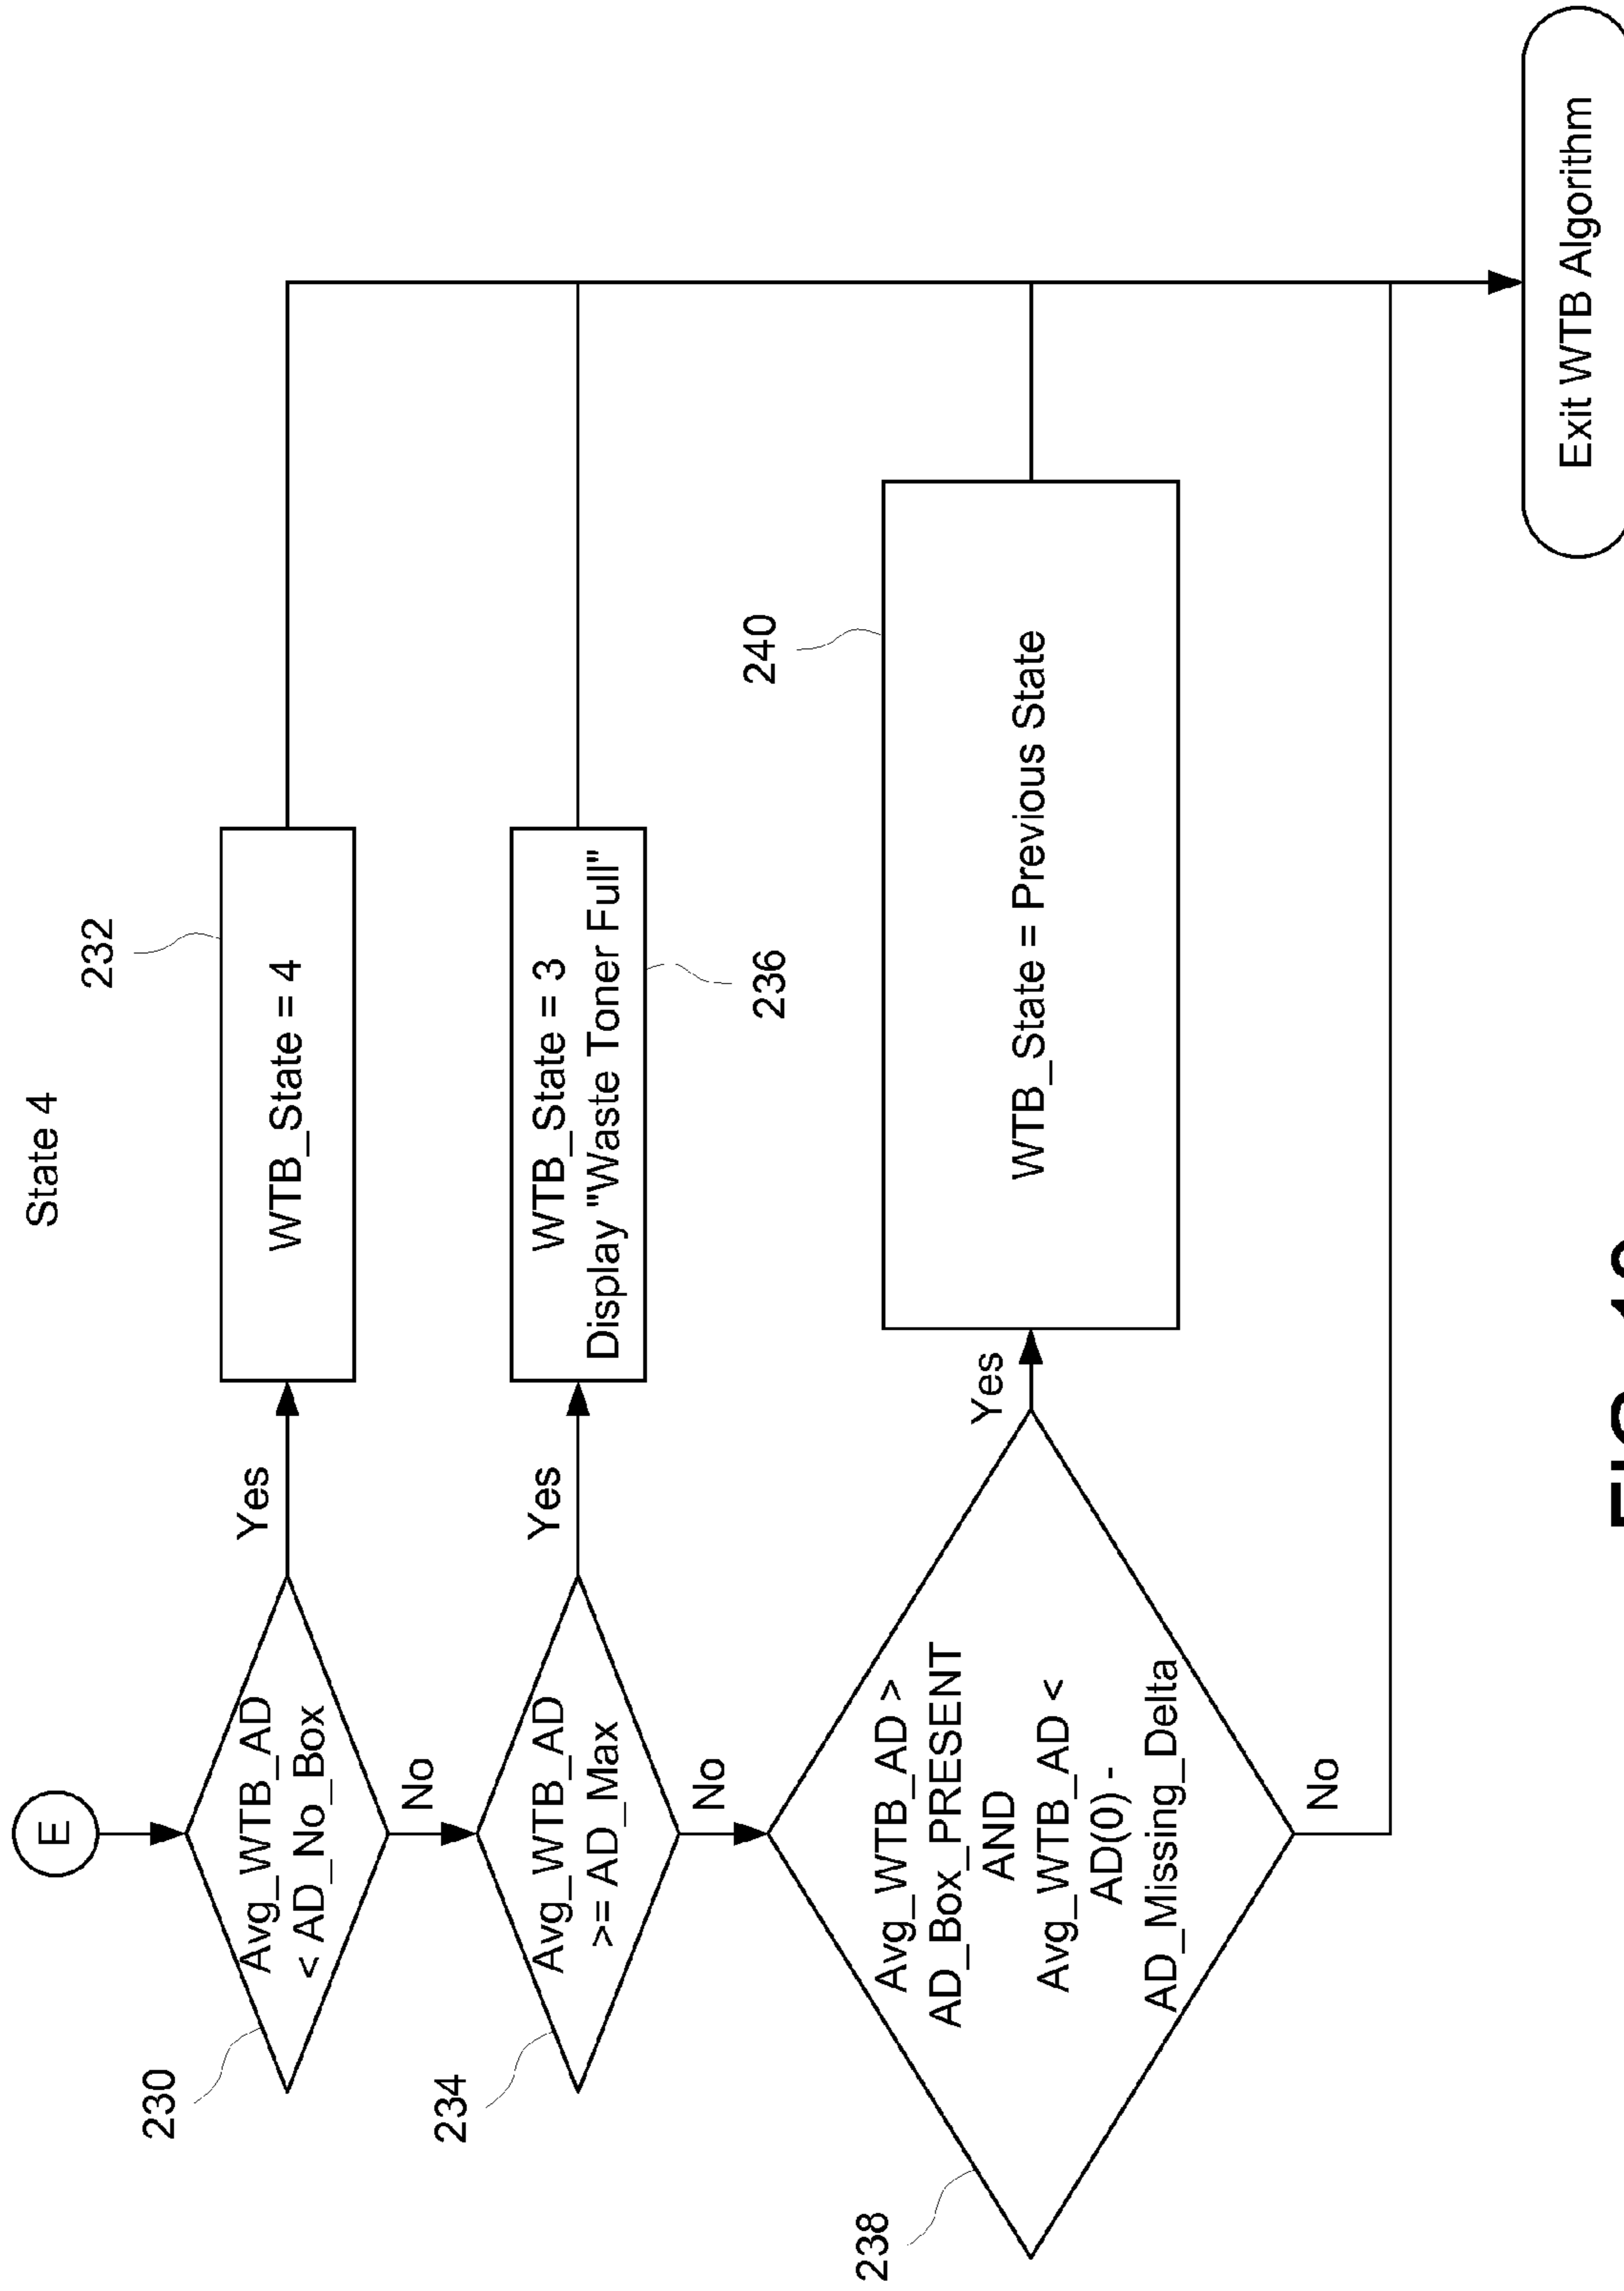 State 4
E
230
Avg_WTB_AD
< AD_No_Box
Yes
232
WTB_State = 4
No
234
Avg_WTB_AD
>= AD_Max
Yes
WTB_State = 3
Display "Waste Toner Full"
236
No
238
Avg_WTB_AD >
AD_Box_PRESENT
AND
Avg_WTB_AD <
AD(0) -
AD_Missing_Delta
Yes
240
WTB_State = Previous State
No
Exit WTB Algorithm